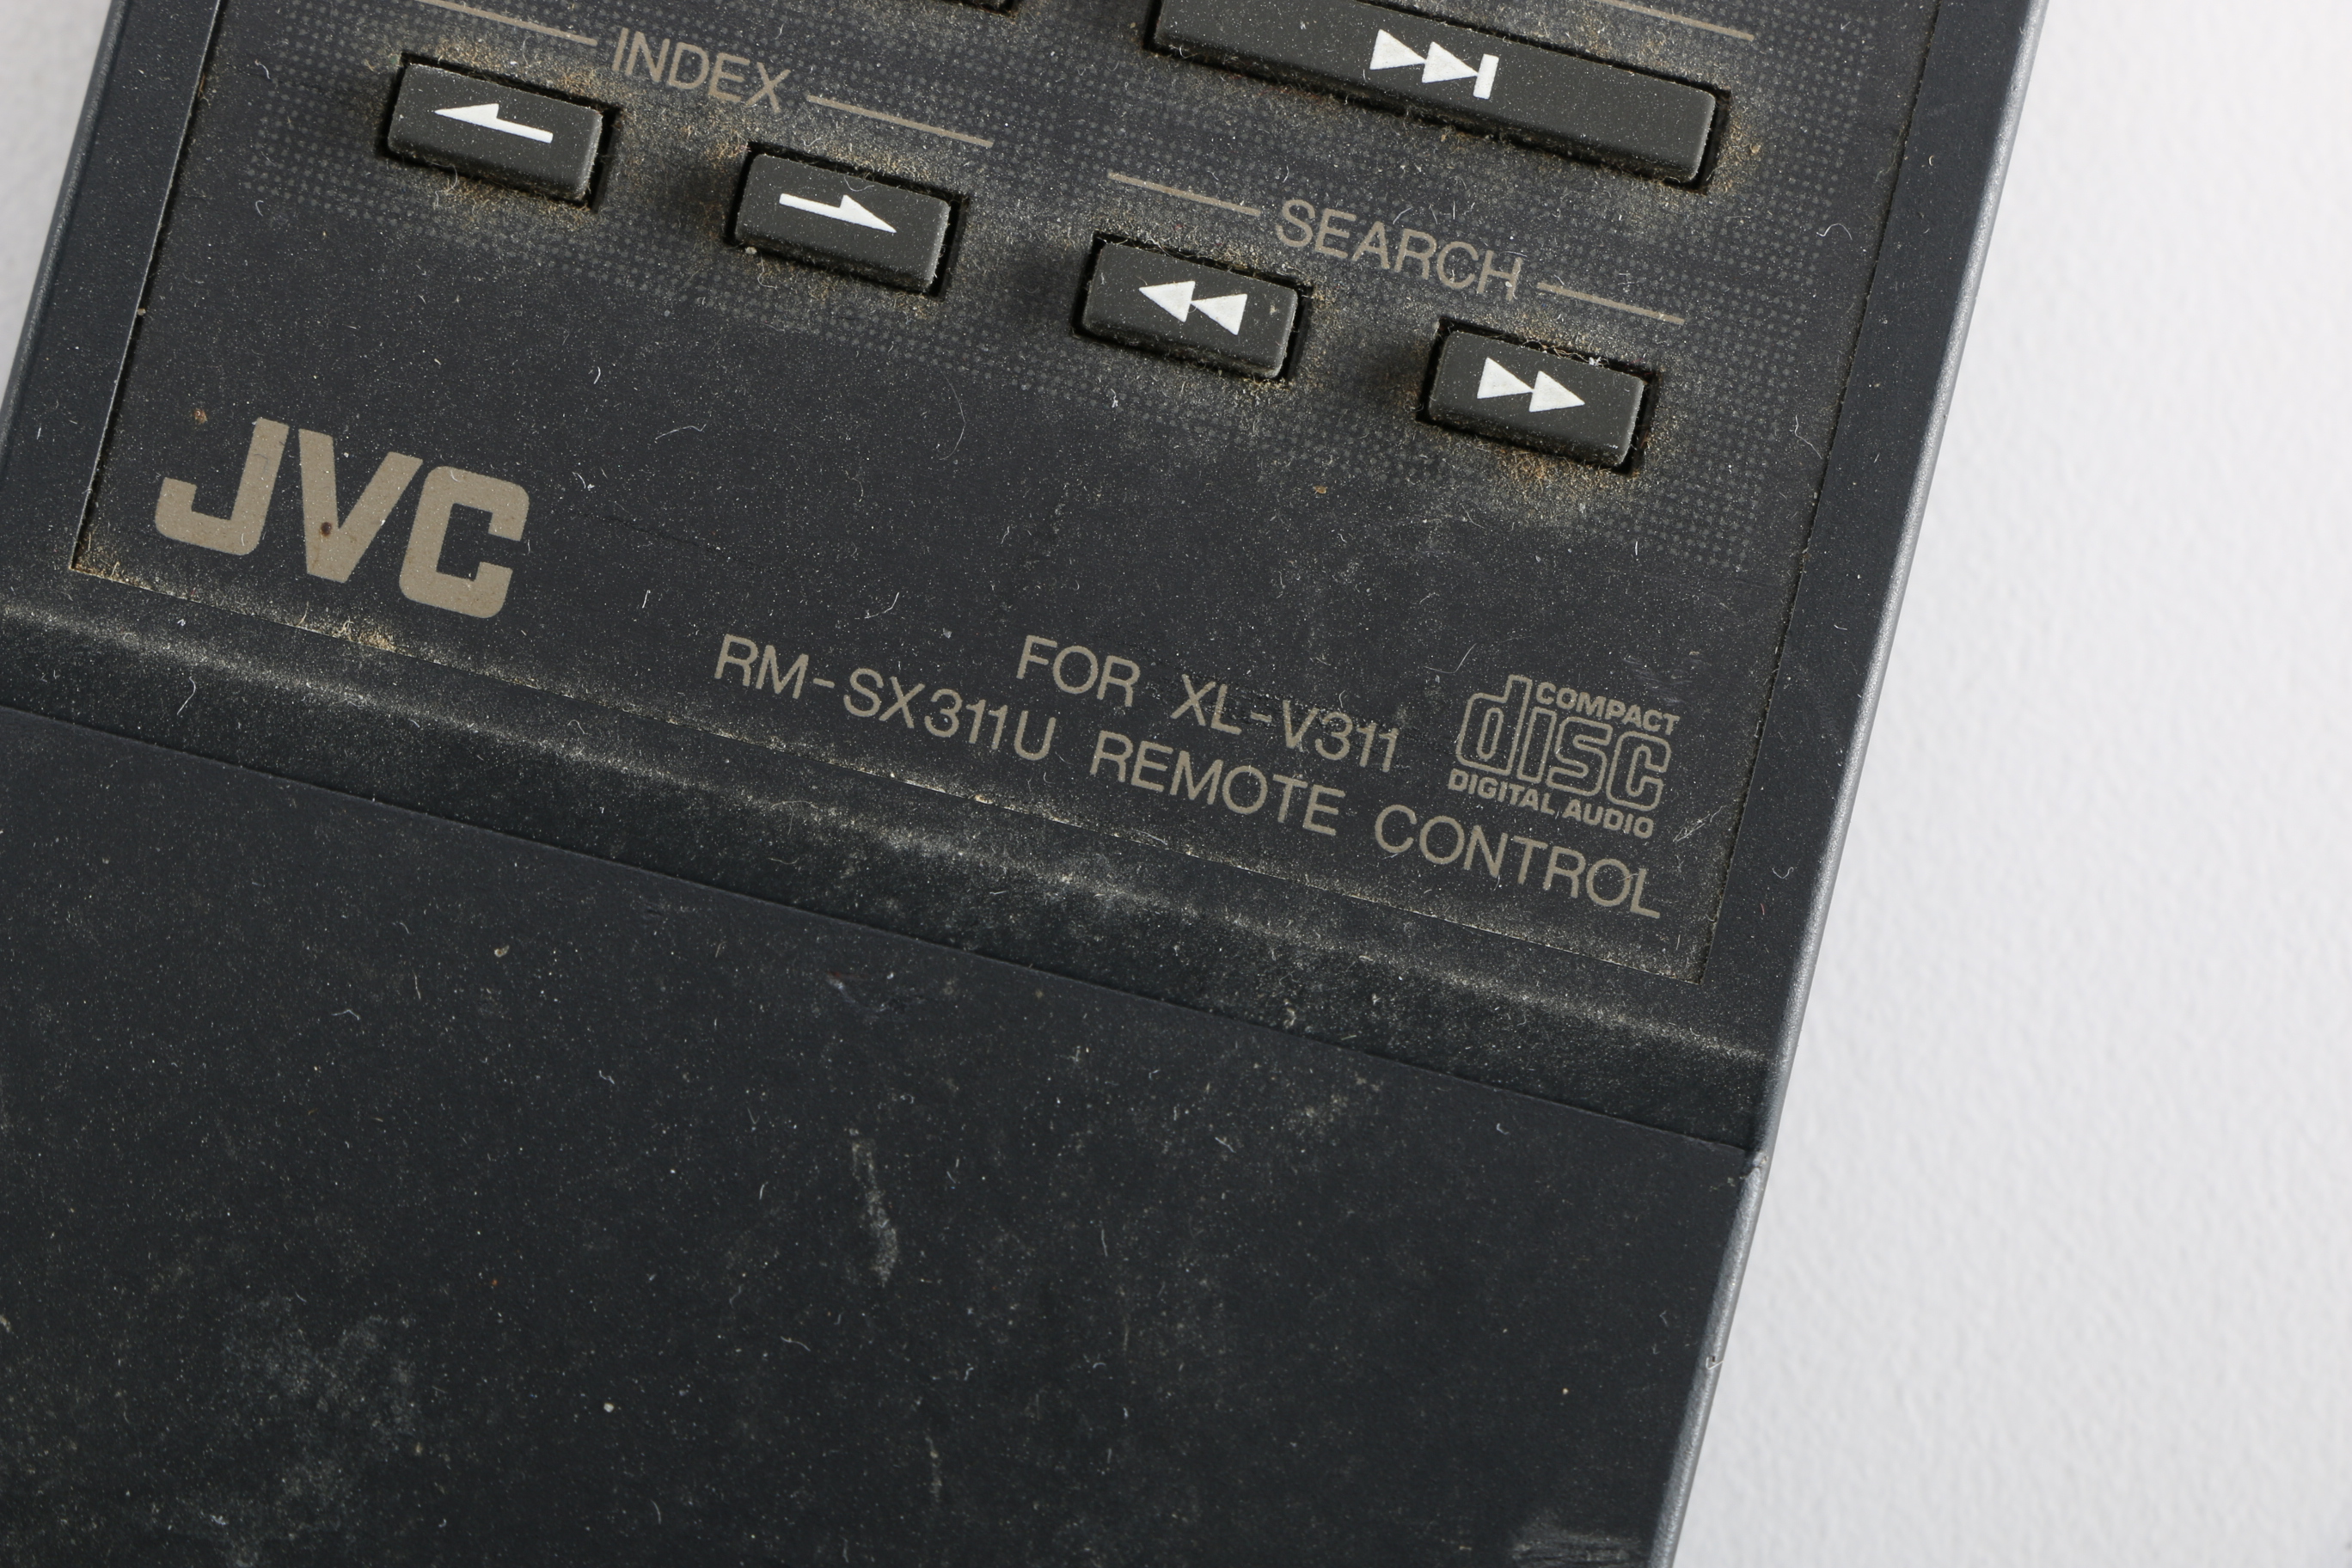 INDEX
SEARCH
JVC
FOR XL-V311
RM-SX311U REMOTE CONTROL
COMPACT
disc
DIGITAL AUDIO